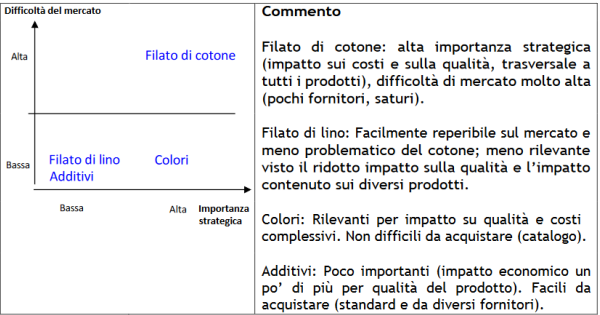 Difficoltà del mercato
Alta
Filato di cotone
Bassa
Filato di lino
Additivi
Colori
Bassa
Alta
Importanza
strategica
Commento
Filato di cotone: alta importanza strategica
(impatto sui costi e sulla qualità, trasversale a
tutti i prodotti), difficoltà di mercato molto alta
(pochi fornitori, saturi).
Filato di lino: Facilmente reperibile sul mercato e
meno problematico del cotone; meno rilevante
visto il ridotto impatto sulla qualità e l’impatto
contenuto sui diversi prodotti.
Colori: Rilevanti per impatto su qualità e costi
complessivi. Non difficili da acquistare (catalogo).
Additivi: Poco importanti (impatto economico un
po’ di più per qualità del prodotto). Facili da
acquistare (standard e da diversi fornitori).